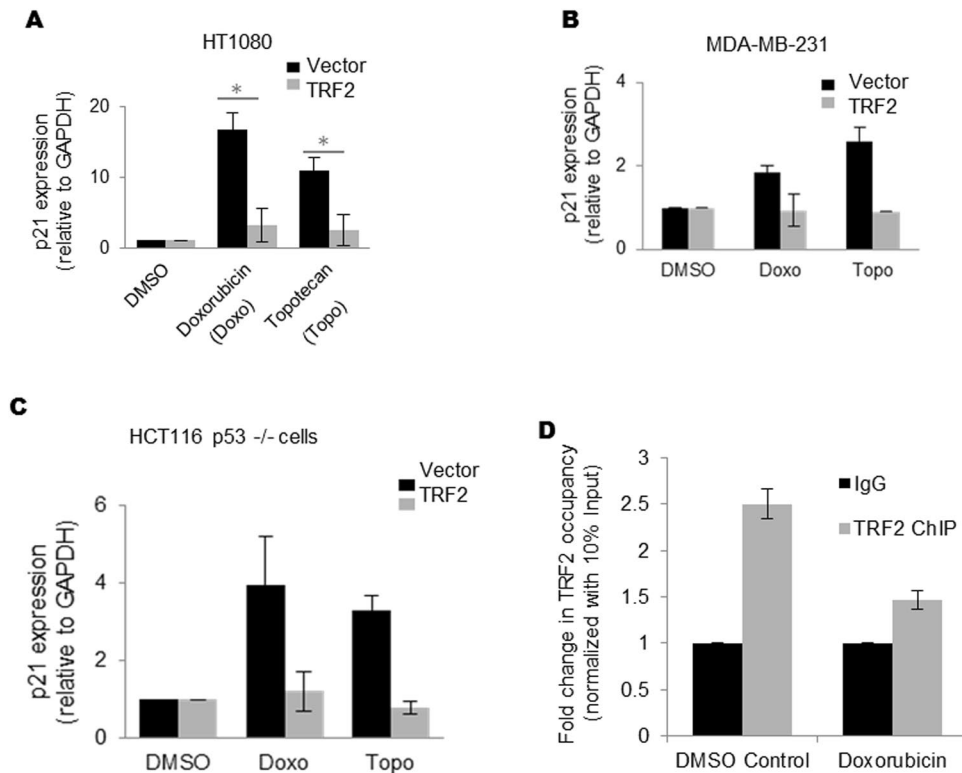 A
HT1080
Vector
TRF2
p21 expression
(relative to GAPDH)
20
10
0
*
*
DMSO
Doxorubicin
(Doxo)
Topotecan
(Topo)
B
MDA-MB-231
Vector
TRF2
p21 expression
(relative to GAPDH)
4
2
0
DMSO
Doxo
Topo
C
HCT116 p53 -/- cells
Vector
TRF2
p21 expression
(relative to GAPDH)
6
4
2
0
DMSO
Doxo
Topo
D
Fold change in TRF2 occupancy
(normalized with 10% Input)
3
2.5
2
1.5
1
0.5
0
IgG
TRF2 ChIP
DMSO Control
Doxorubicin